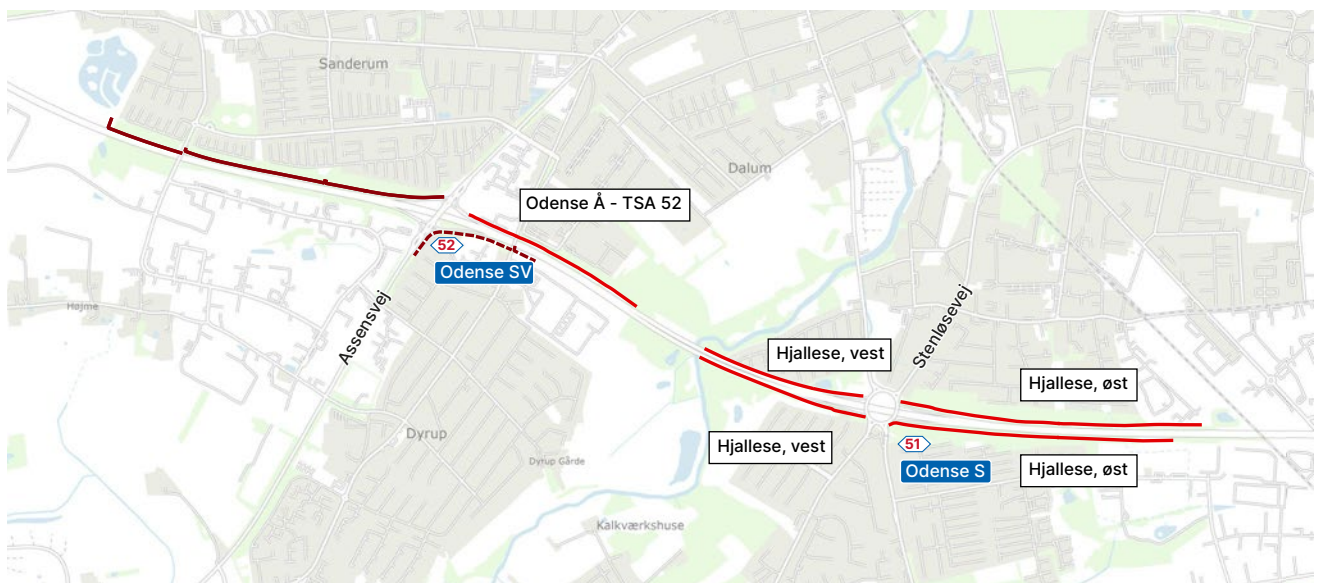 Sanderum
Dalum
Odense Å - TSA 52
52
Odense SV
Højme
Assensvej
Stenløsevej
Hjallese, vest
Hjallese, øst
Dyrup
Hjallese, vest
51
Dyrup Gårde
Odense S
Hjallese, øst
Kalkværkshuse